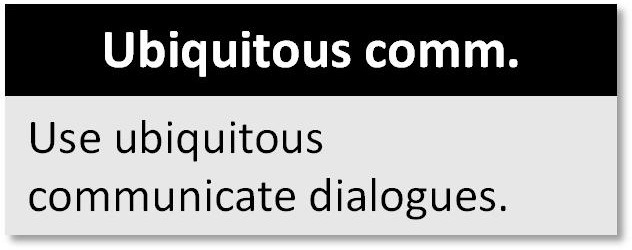 Ubiquitous comm.
Use ubiquitous
communicate dialogues.